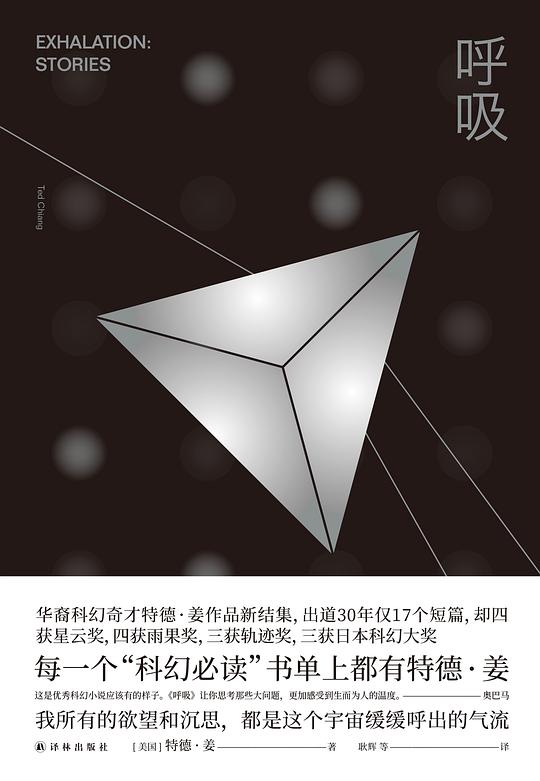 EXHALATION:
STORIES
呼
吸
Ted Chiang
华裔科幻奇才特德·姜作品新结集, 出道30年仅17个短篇, 却四
获星云奖, 四获雨果奖, 三获轨迹奖, 三获日本科幻大奖
每一个“科幻必读”书单上都有特德·姜
这是优秀科幻小说应该有的样子。《呼吸》让你思考那些大问题，更加感受到生而为人的温度。——奥巴马
我所有的欲望和沉思，都是这个宇宙缓缓呼出的气流
译林出版社 [美国] 特德·姜——著 耿辉 等——译